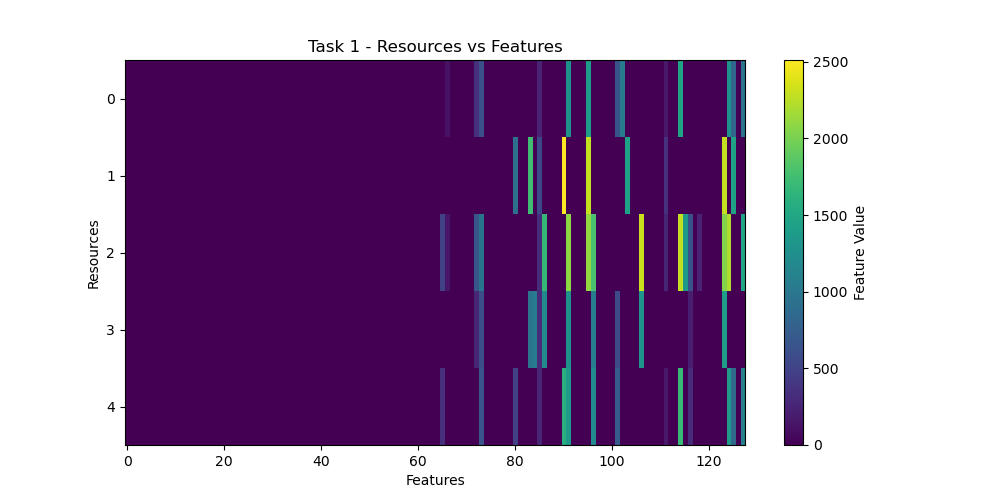 Task 1 - Resources vs Features
Resources
0
1
2
3
4
0 20 40 60 80 100 120
Features
2500
2000
1500
1000
500
0
Feature Value